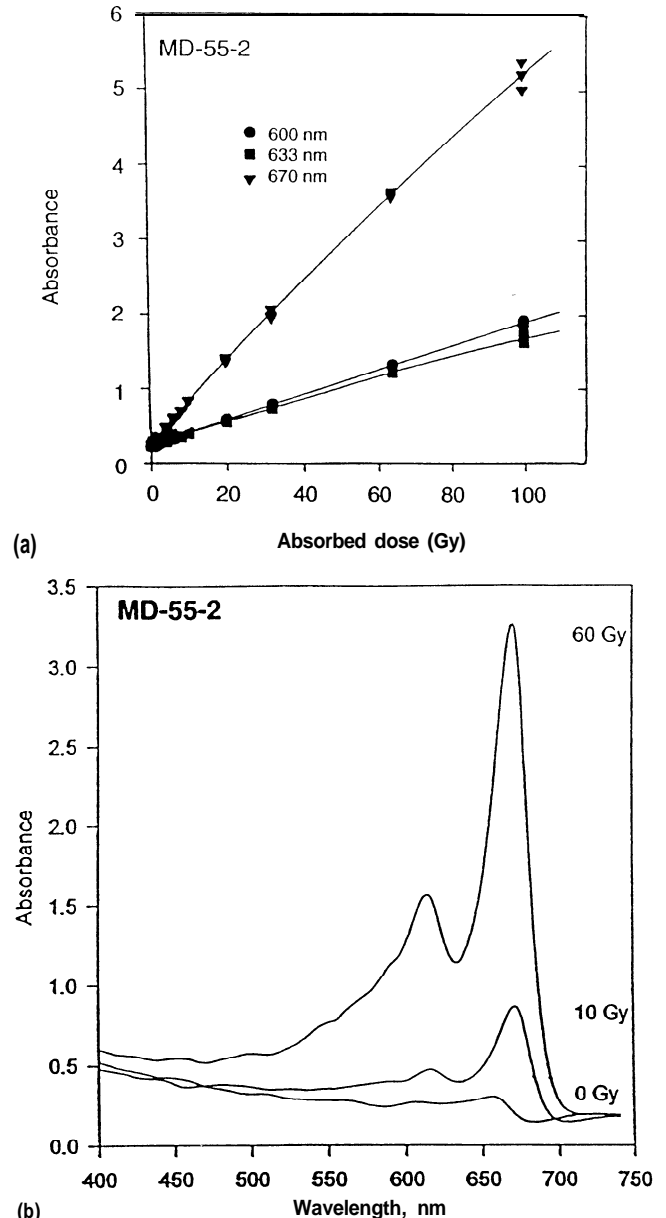 6
MD-55-2
5
600 nm
633 nm
670 nm
4
Absorbance
3
2
1
0
0 20 40 60 80 100
(a) Absorbed dose (Gy)
3.5
MD-55-2
60 Gy
3.0
2.5
2.0
Absorbance
1.5
1.0
10 Gy
0.5
0 Gy
0.0
400 450 500 550 600 650 700 750
(b) Wavelength, nm